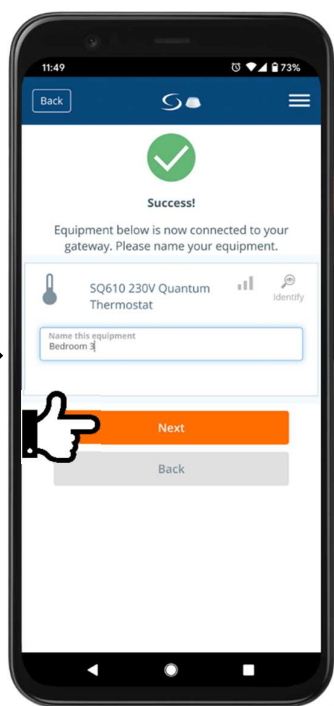 11:49
73%
Back
Success!
Equipment below is now connected to your
gateway. Please name your equipment.
SQ610 230V Quantum
Thermostat
Identify
Name this equipment
Bedroom 3
Next
Back